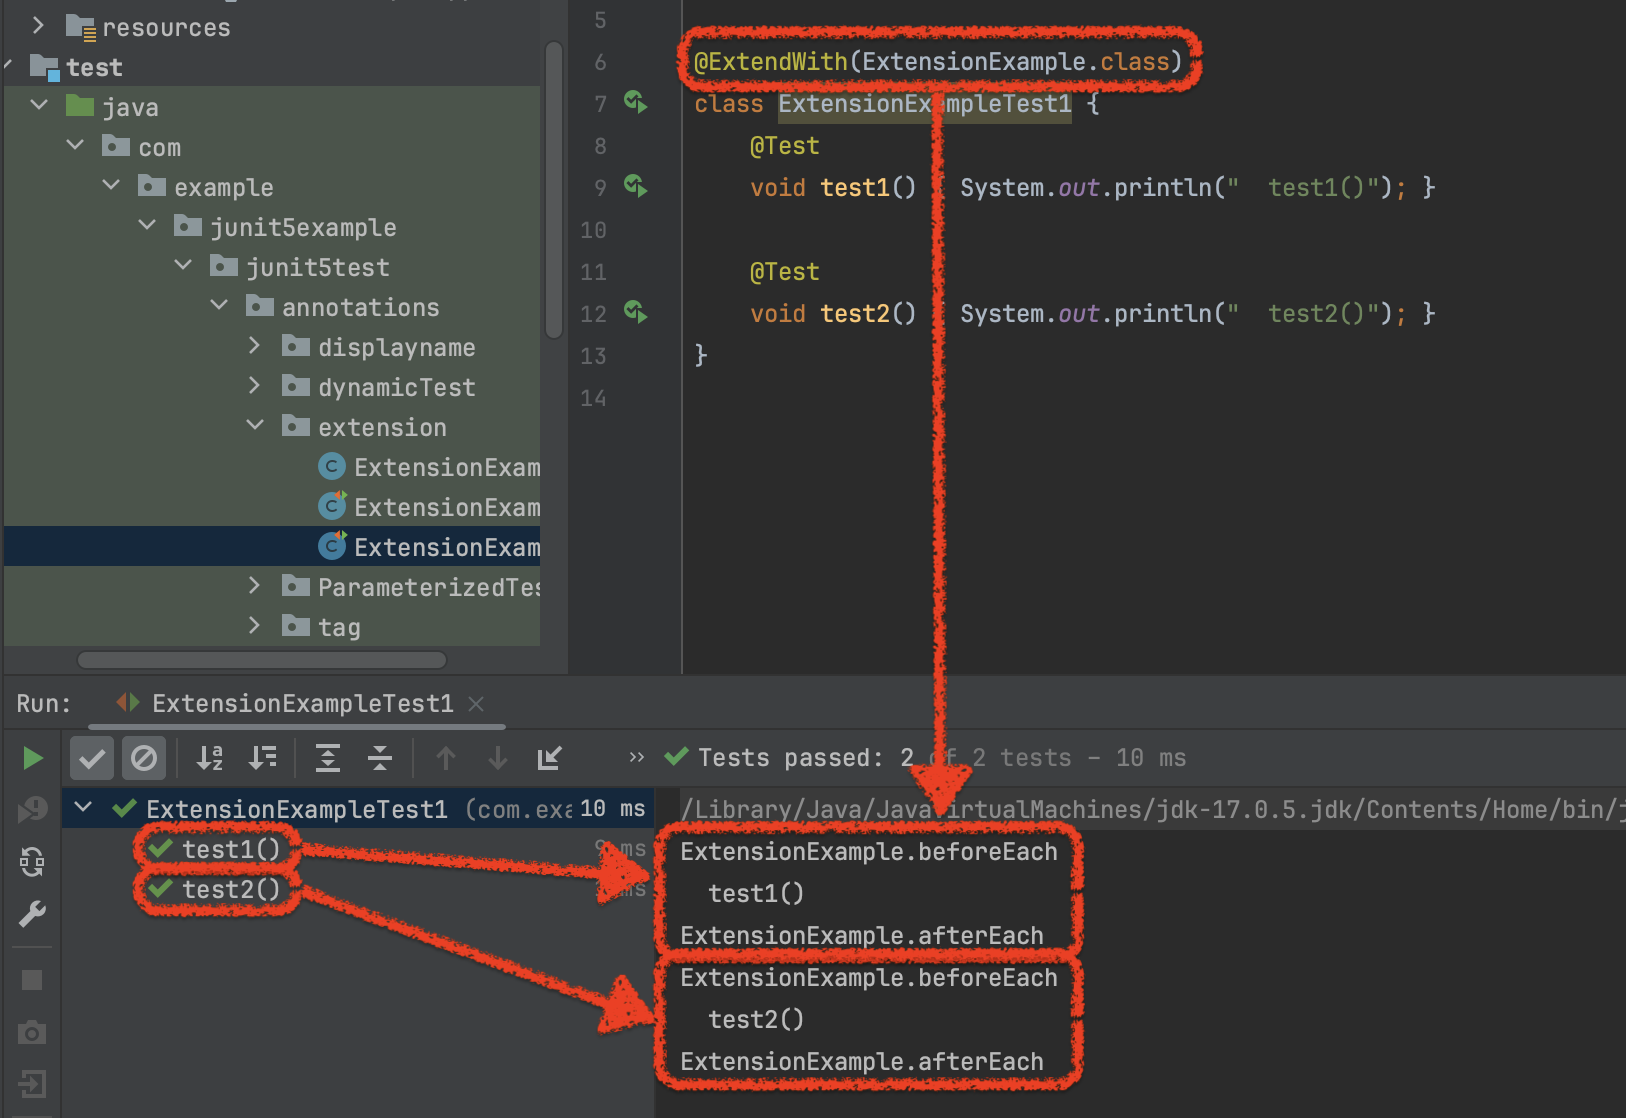 resources
test
java
com
example
junit5example
junit5test
annotations
displayname
dynamicTest
extension
ExtensionExam
ExtensionExam
ExtensionExam
ParameterizedTes
tag
5
6 @ExtendWith(ExtensionExample.class)
7 class ExtensionExampleTest1 {
8 @Test
9 void test1() System.out.println("  test1()"); }
10
11 @Test
12 void test2() System.out.println("  test2()"); }
13 }
14
Run: ExtensionExampleTest1
Tests passed: 2 of 2 tests – 10 ms
ExtensionExampleTest1 (com.exa 10 ms
test1() 9 ms
test2() ms
/Library/Java/JavaVirtualMachines/jdk-17.0.5.jdk/Contents/Home/bin/j
ExtensionExample.beforeEach
test1()
ExtensionExample.afterEach
ExtensionExample.beforeEach
test2()
ExtensionExample.afterEach